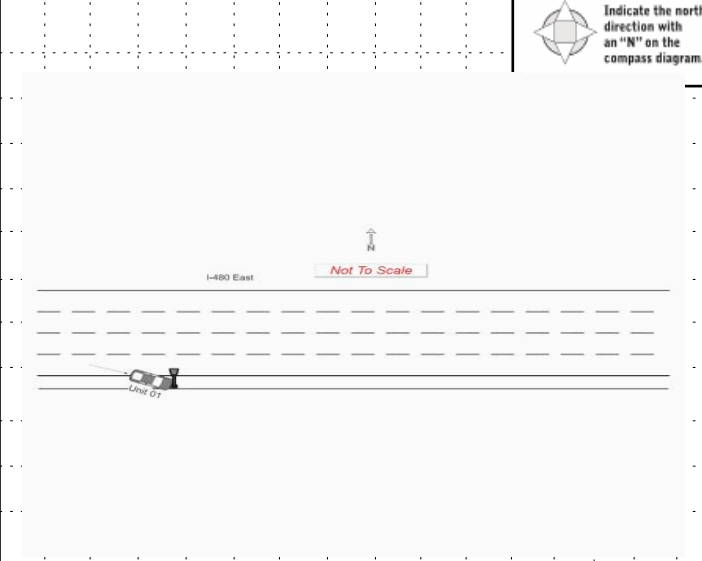 Indicate the north
direction with
an “N” on the
compass diagram.
N
Not To Scale
I-480 East
Unit 01